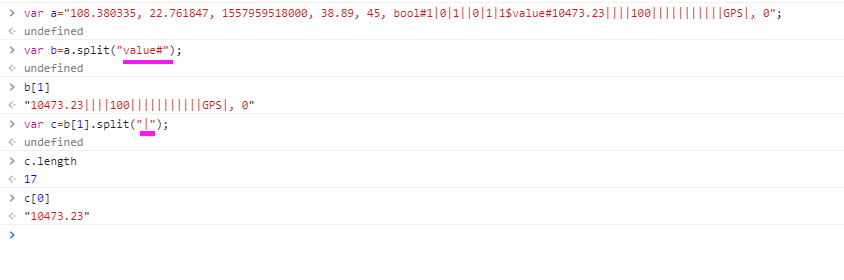 > var a="108.380335, 22.761847, 1557959518000, 38.89, 45, bool#1|0|1||0|1|1$value#10473.23||||100|||||||||||GPS|, 0";
undefined
> var b=a.split("value#");
undefined
> b[1]
"10473.23||||100|||||||||||GPS|, 0"
> var c=b[1].split("|");
undefined
> c.length
17
> c[0]
"10473.23"
>